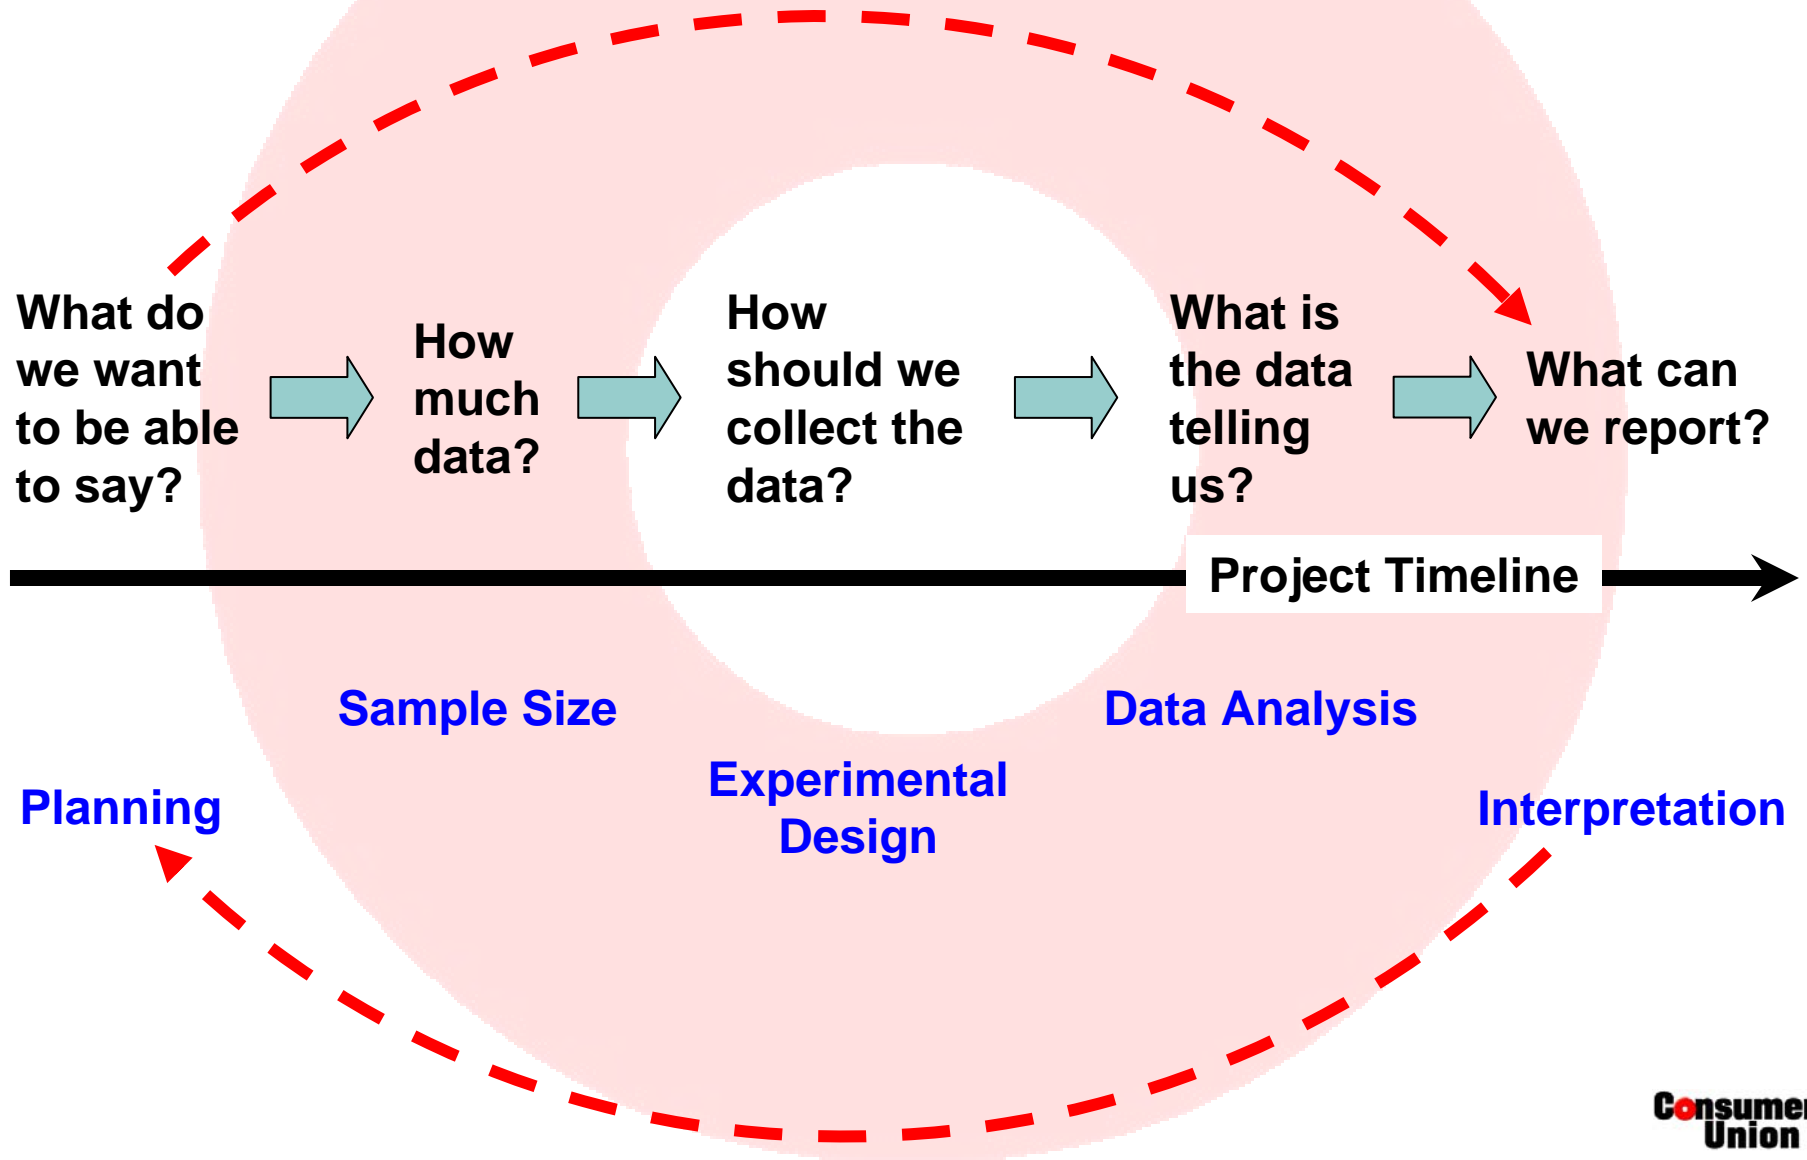 What do
we want
to be able
to say?
How
much
data?
How
should we
collect the
data?
What is
the data
telling
us?
What can
we report?
Project Timeline
Sample Size
Data Analysis
Experimental
Design
Planning
Interpretation
Consumer
Union